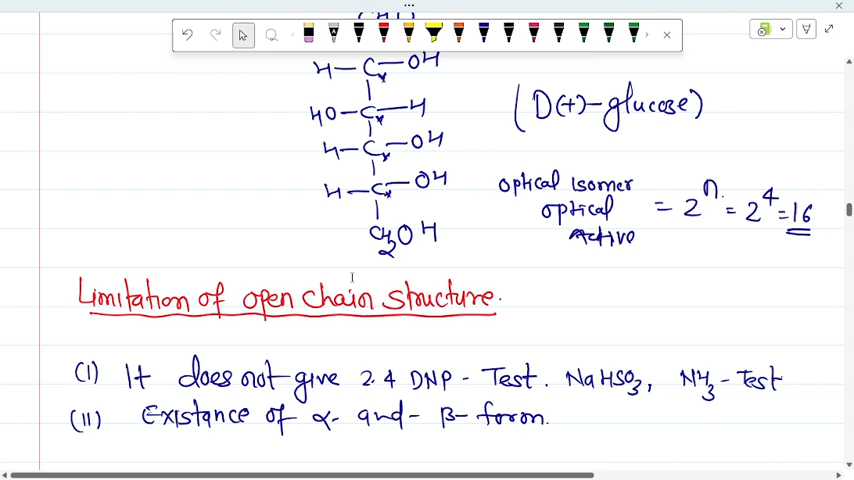 CHO
H—C—OH
HO—C—H
(D(+)-glucose)
H—C—OH
H—C—OH
CH2OH
optical isomer
optical = 2^n = 2^4 = 16
Active
Limitation of open chain structure.
(I) It does not give 2.4 DNP - Test. NaHSO3, NH3 - Test
(II) Existance of α- and- β- form.